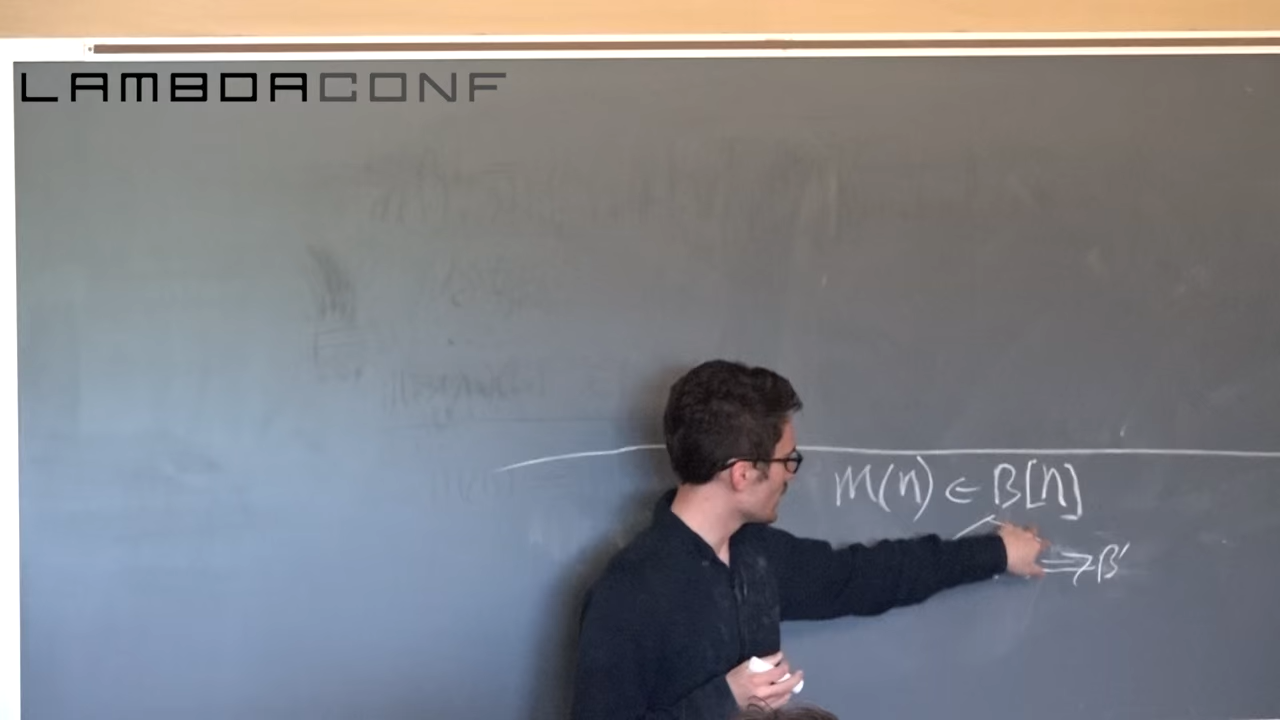 LAMBDACONF
M(n) ∈ B[n]
⇒ B'